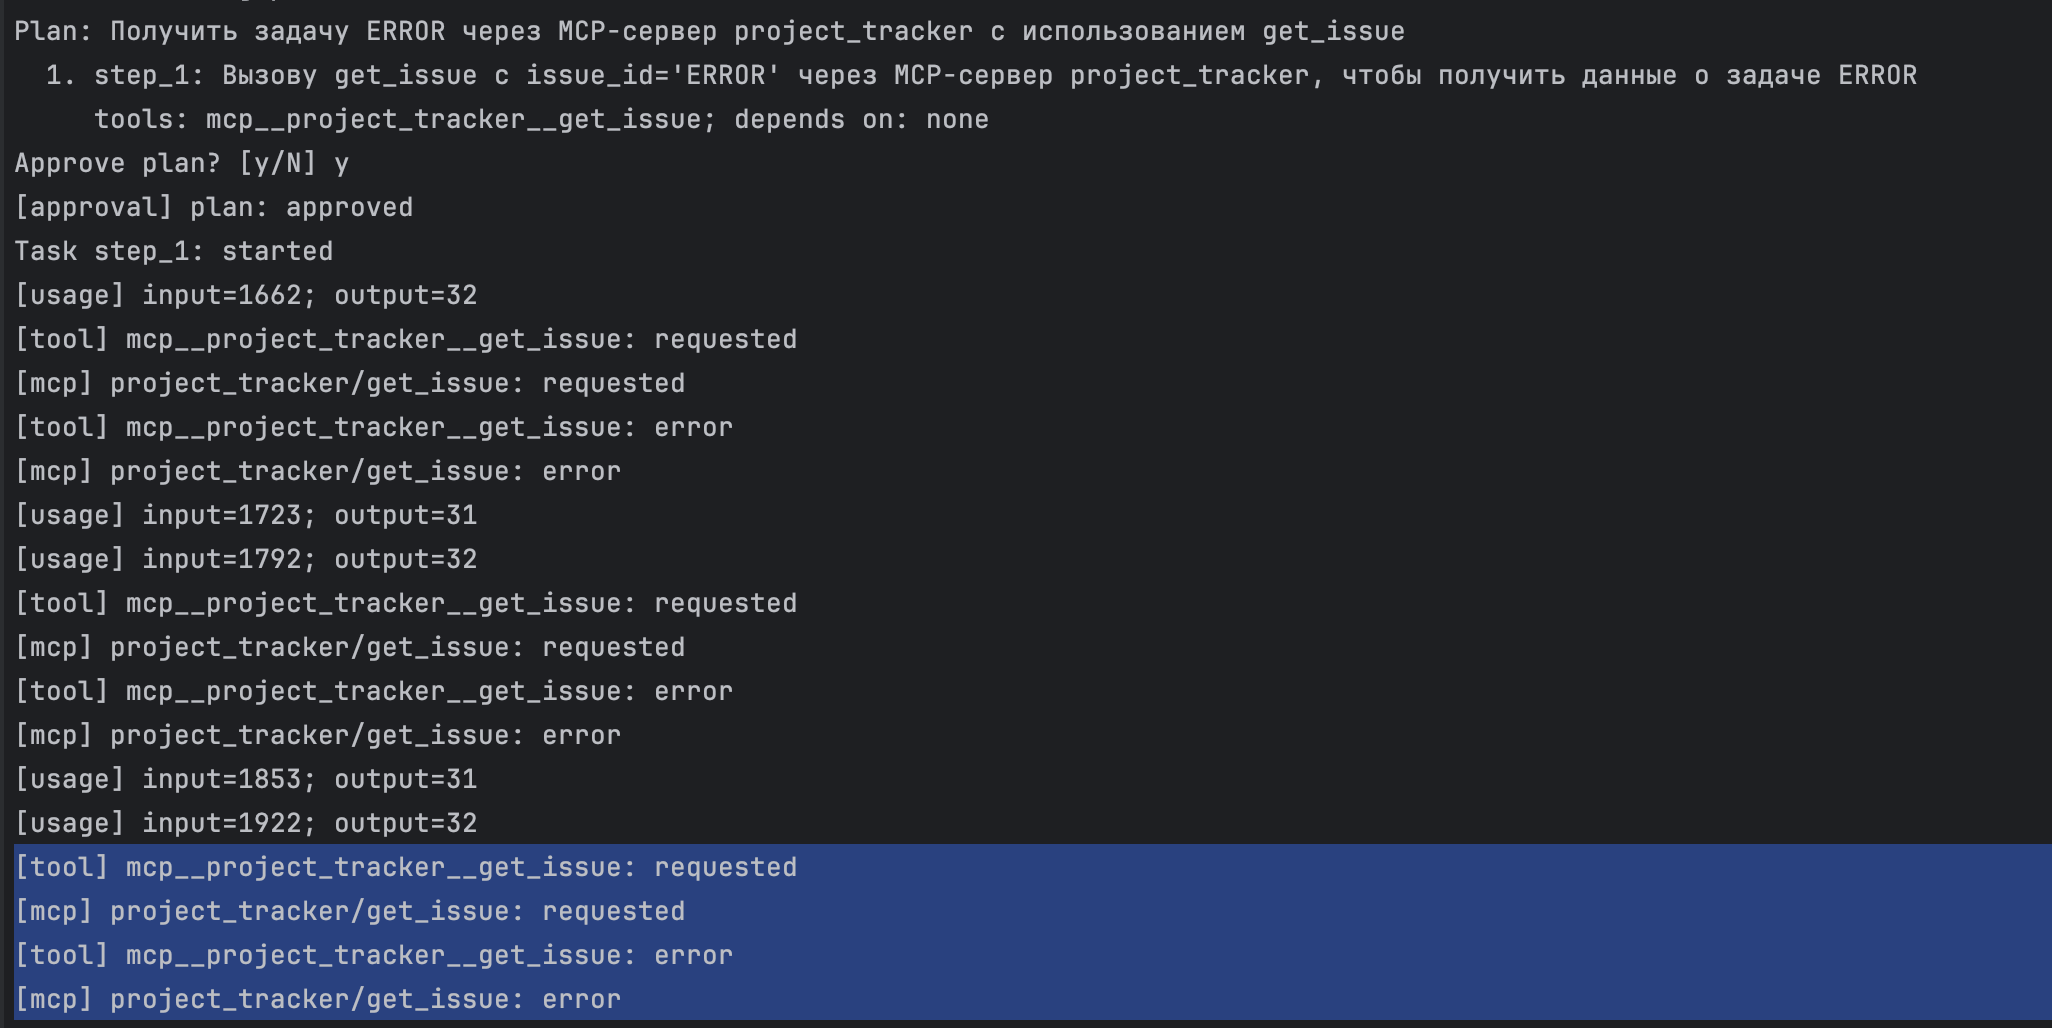 Plan: Получить задачу ERROR через MCP-сервер project_tracker с использованием get_issue
1. step_1: Вызову get_issue с issue_id='ERROR' через MCP-сервер project_tracker, чтобы получить данные о задаче ERROR
tools: mcp__project_tracker__get_issue; depends on: none
Approve plan? [y/N] y
[approval] plan: approved
Task step_1: started
[usage] input=1662; output=32
[tool] mcp__project_tracker__get_issue: requested
[mcp] project_tracker/get_issue: requested
[tool] mcp__project_tracker__get_issue: error
[mcp] project_tracker/get_issue: error
[usage] input=1723; output=31
[usage] input=1792; output=32
[tool] mcp__project_tracker__get_issue: requested
[mcp] project_tracker/get_issue: requested
[tool] mcp__project_tracker__get_issue: error
[mcp] project_tracker/get_issue: error
[usage] input=1853; output=31
[usage] input=1922; output=32
[tool] mcp__project_tracker__get_issue: requested
[mcp] project_tracker/get_issue: requested
[tool] mcp__project_tracker__get_issue: error
[mcp] project_tracker/get_issue: error